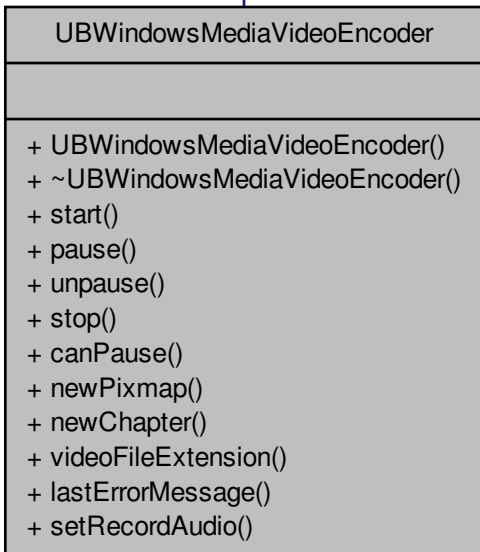 UBWindowsMediaVideoEncoder
+ UBWindowsMediaVideoEncoder()
+ ~UBWindowsMediaVideoEncoder()
+ start()
+ pause()
+ unpause()
+ stop()
+ canPause()
+ newPixmap()
+ newChapter()
+ videoFileExtension()
+ lastErrorMessage()
+ setRecordAudio()